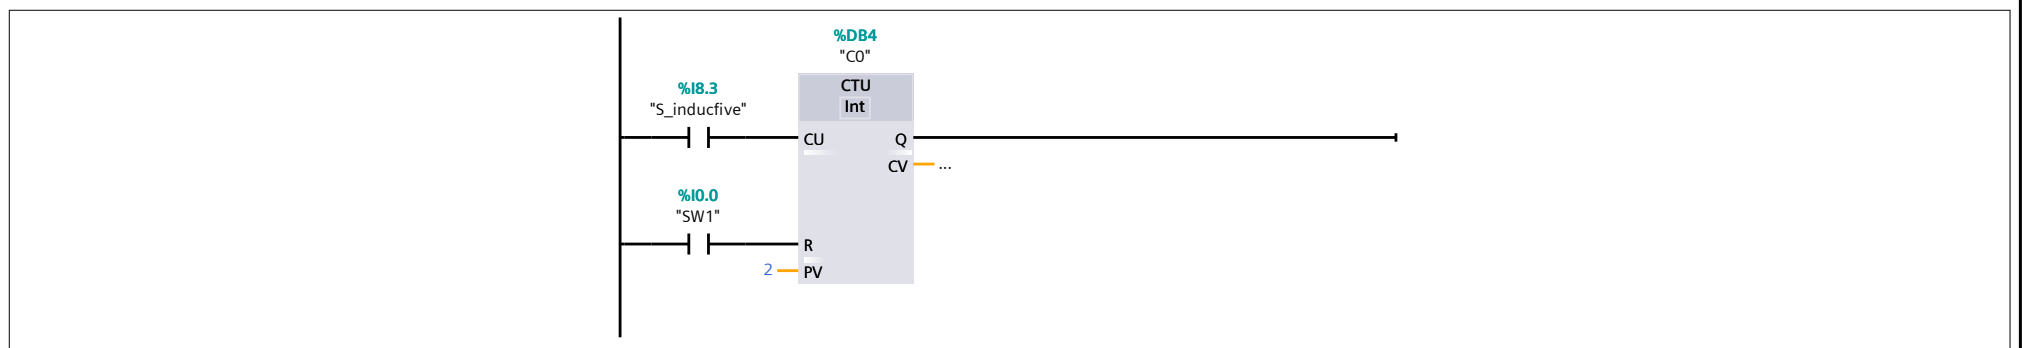 %DB4
"C0"
CTU
Int
%I8.3
"S_inducfive"
CU
Q
CV
...
%I0.0
"SW1"
R
2
PV